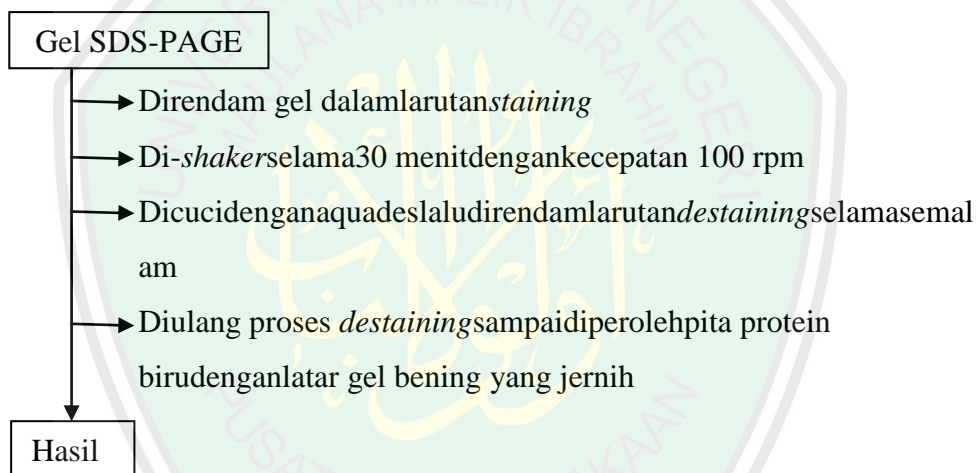 Gel SDS-PAGE
Direndam gel dalamlarutanstaining
Di-shakerselama30 menitdengankecepatan 100 rpm
Dicucidenganaquadeslaludirendamlarutandestainingselamasemal
am
Diulang proses destainingsampaidiperolehpita protein
birudenganlatar gel bening yang jernih
Hasil